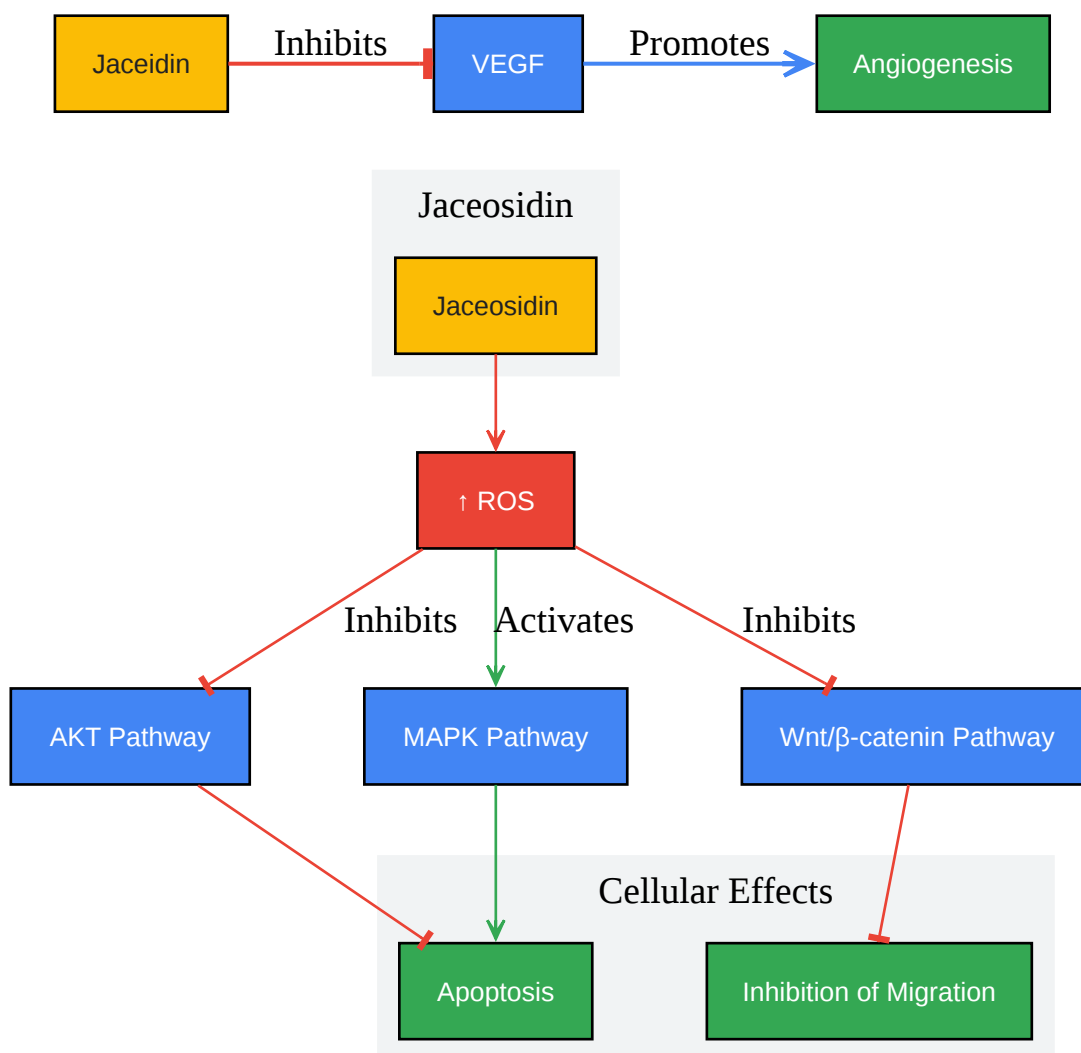 Inhibits
Promotes
Jaceidin
VEGF
Angiogenesis
Jaceosidin
Jaceosidin
↑ ROS
Inhibits
Activates
Inhibits
AKT Pathway
MAPK Pathway
Wnt/β-catenin Pathway
Cellular Effects
Apoptosis
Inhibition of Migration